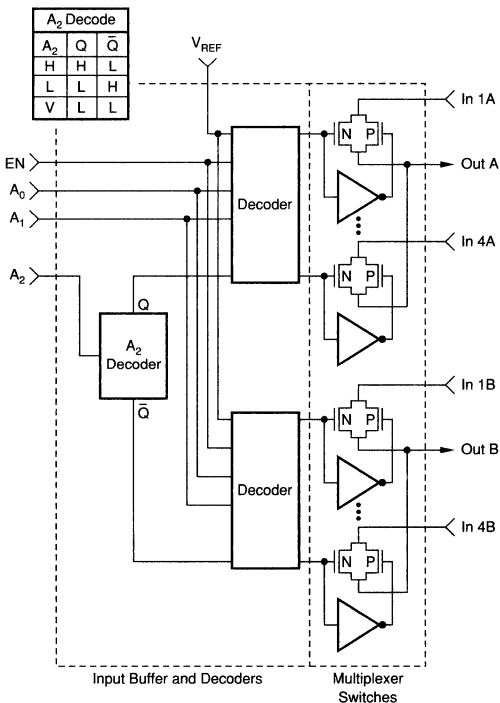 A₂ Decode
A₂ Q Q̅
H H L
L L H
V L L
V_REF
In 1A
N P
EN
Out A
A₀
Decoder
A₁
In 4A
A₂
N P
Q
A₂
Decoder
In 1B
Q̅
N P
Out B
Decoder
In 4B
N P
Input Buffer and Decoders
Multiplexer
Switches